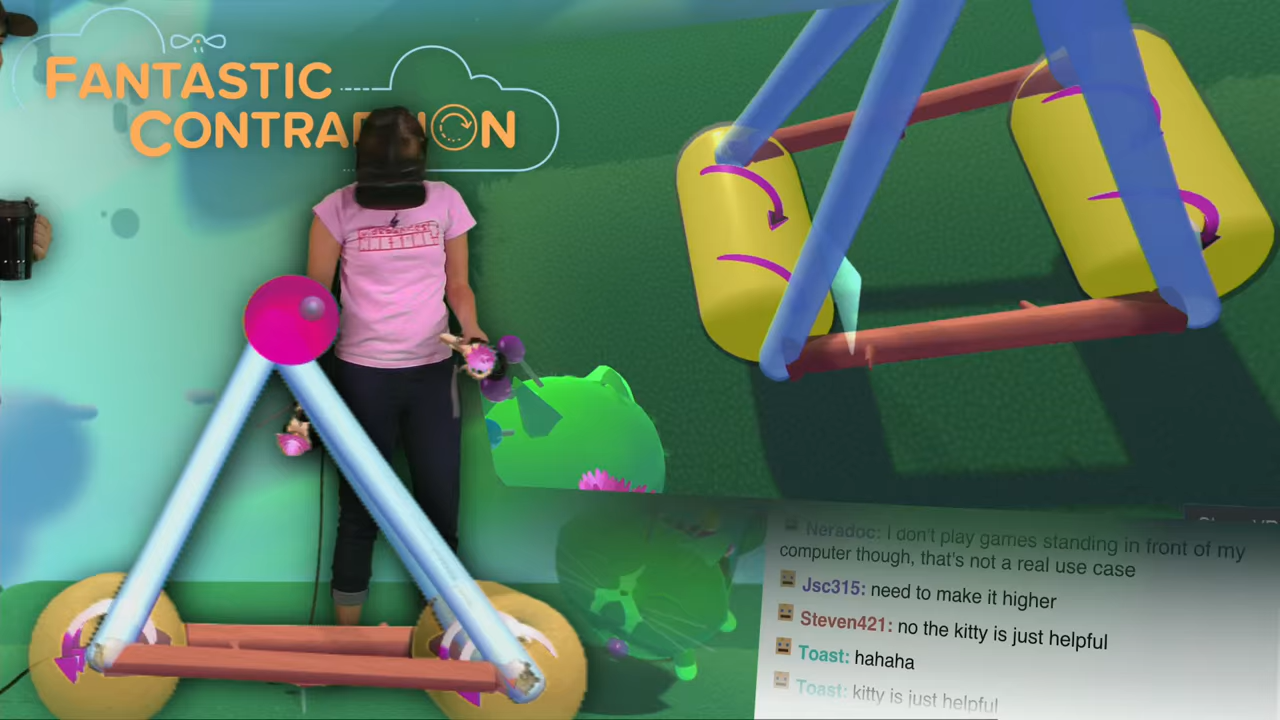 FANTASTIC
CONTRAPTION
Neradoc: I don't play games standing in front of my
computer though, that's not a real use case
Jsc315: need to make it higher
Steven421: no the kitty is just helpful
Toast: hahaha
Toast: kitty is just helpful